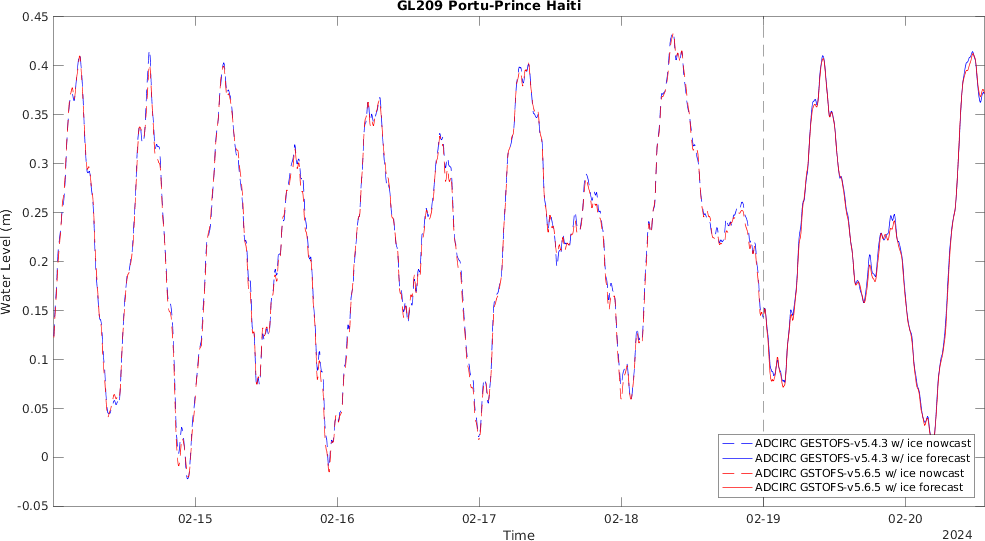 GL209 Portu-Prince Haiti
0.45
0.4
0.35
0.3
0.25
0.2
0.15
0.1
0.05
0
-0.05
Water Level (m)
ADCIRC GESTOFS-v5.4.3 w/ ice nowcast
ADCIRC GESTOFS-v5.4.3 w/ ice forecast
ADCIRC GSTOFS-v5.6.5 w/ ice nowcast
ADCIRC GSTOFS-v5.6.5 w/ ice forecast
02-15 02-16 02-17 02-18 02-19 02-20
Time
2024